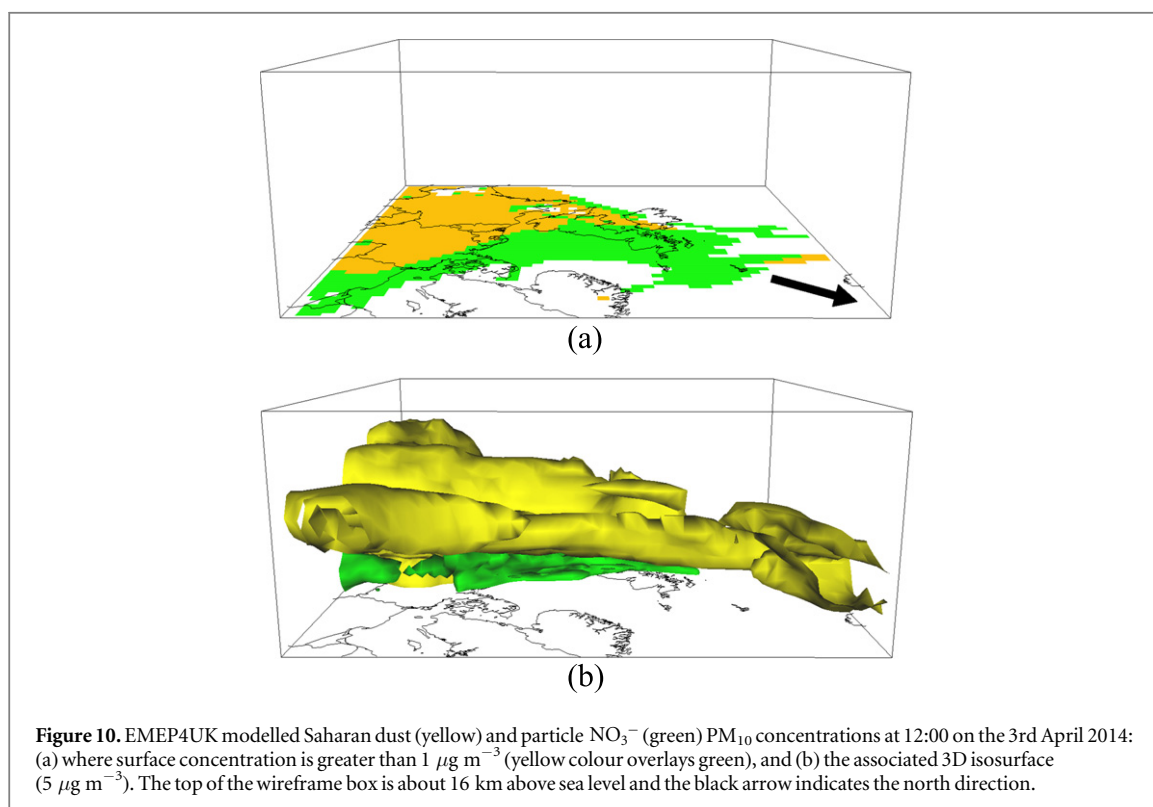 (a)
(b)
Figure 10. EMEP4UK modelled Saharan dust (yellow) and particle NO₃⁻ (green) PM₁₀ concentrations at 12:00 on the 3rd April 2014:
(a) where surface concentration is greater than 1 μg m⁻³ (yellow colour overlays green), and (b) the associated 3D isosurface
(5 μg m⁻³). The top of the wireframe box is about 16 km above sea level and the black arrow indicates the north direction.